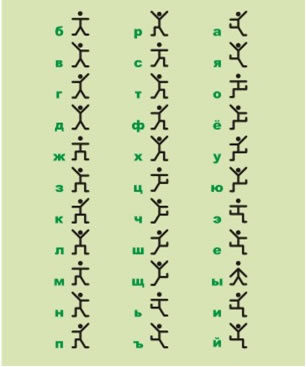 б р а
в с я
г т о
д ф ё
ж х у
з ц ю
к ч э
л ш е
м щ ы
н ь и
п ъ й